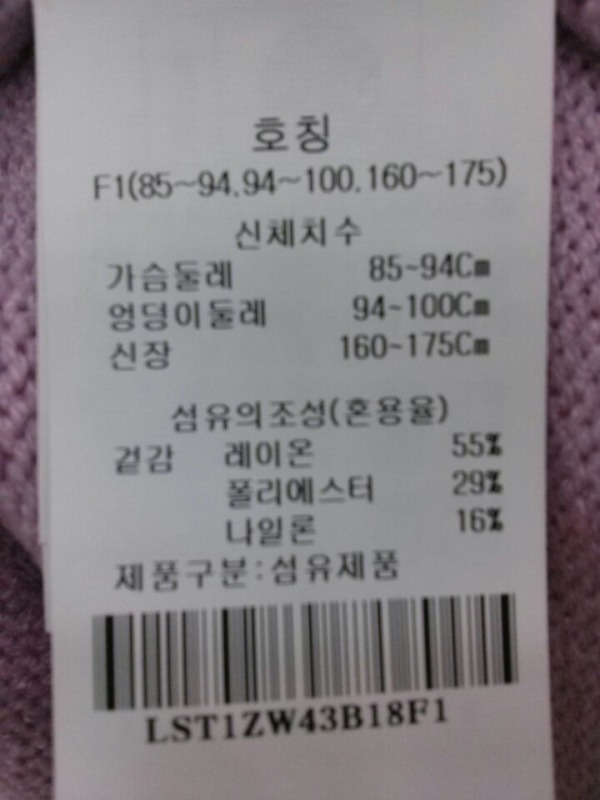 호칭
F1(85~94.94~100.160~175)
신체치수
가슴둘레 85~94Cm
엉덩이둘레 94~100Cm
신장 160~175Cm
섬유의조성(혼용율)
겉감 레이온 55%
폴리에스터 29%
나일론 16%
제품구분:섬유제품
LST1ZW43B18F1